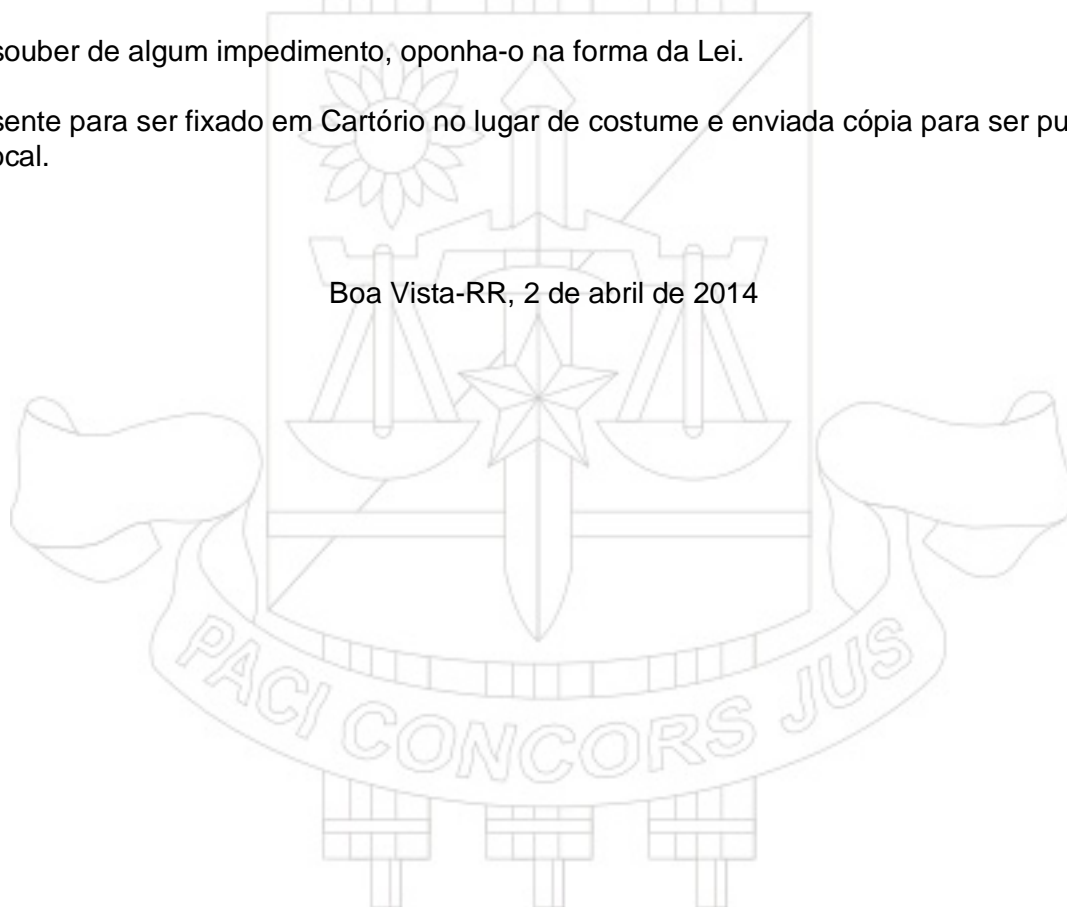 souber de algum impedimento, oponha-o na forma da Lei.
sente para ser fixado em Cartório no lugar de costume e enviada cópia para ser pu
ocal.
Boa Vista-RR, 2 de abril de 2014
PACI CONCORS JUS